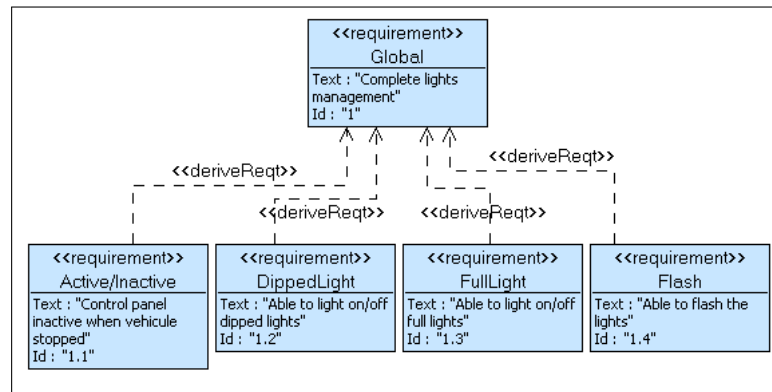 <<requirement>>
Global
Text : "Complete lights
management"
Id : "1"
<<deriveReqt>>
<<deriveReqt>>
<<deriveReqt>>
<<deriveReqt>>
<<requirement>>
Active/Inactive
Text : "Control panel
inactive when vehicule
stopped"
Id : "1.1"
<<requirement>>
DippedLight
Text : "Able to light on/off
dipped lights"
Id : "1.2"
<<requirement>>
FullLight
Text : "Able to light on/off
full lights"
Id : "1.3"
<<requirement>>
Flash
Text : "Able to flash the
lights"
Id : "1.4"